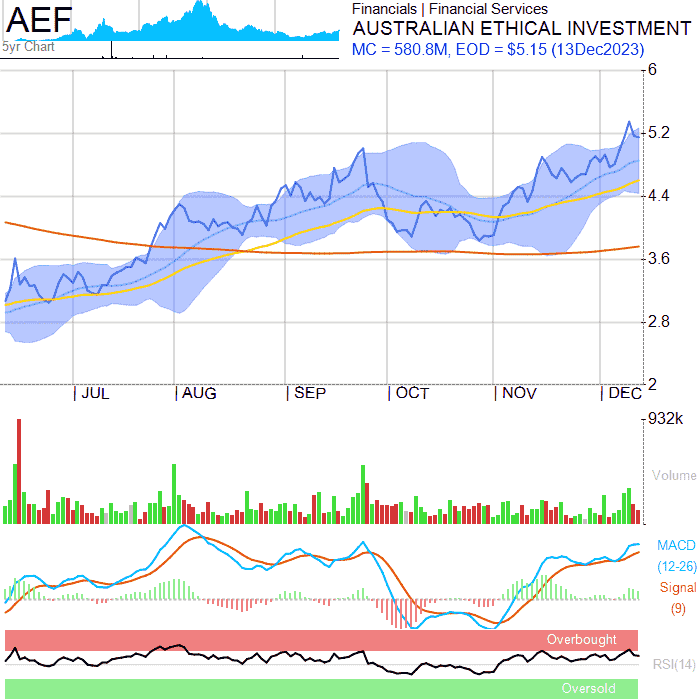 AEF
5yr Chart
Financials | Financial Services
AUSTRALIAN ETHICAL INVESTMENT
MC = 580.8M, EOD = $5.15 (13Dec2023)
6
5.2
4.4
3.6
2.8
2
| JUL | AUG | SEP | OCT | NOV | DEC
932k
Volume
MACD
(12-26)
Signal
(9)
Overbought
RSI(14)
Oversold